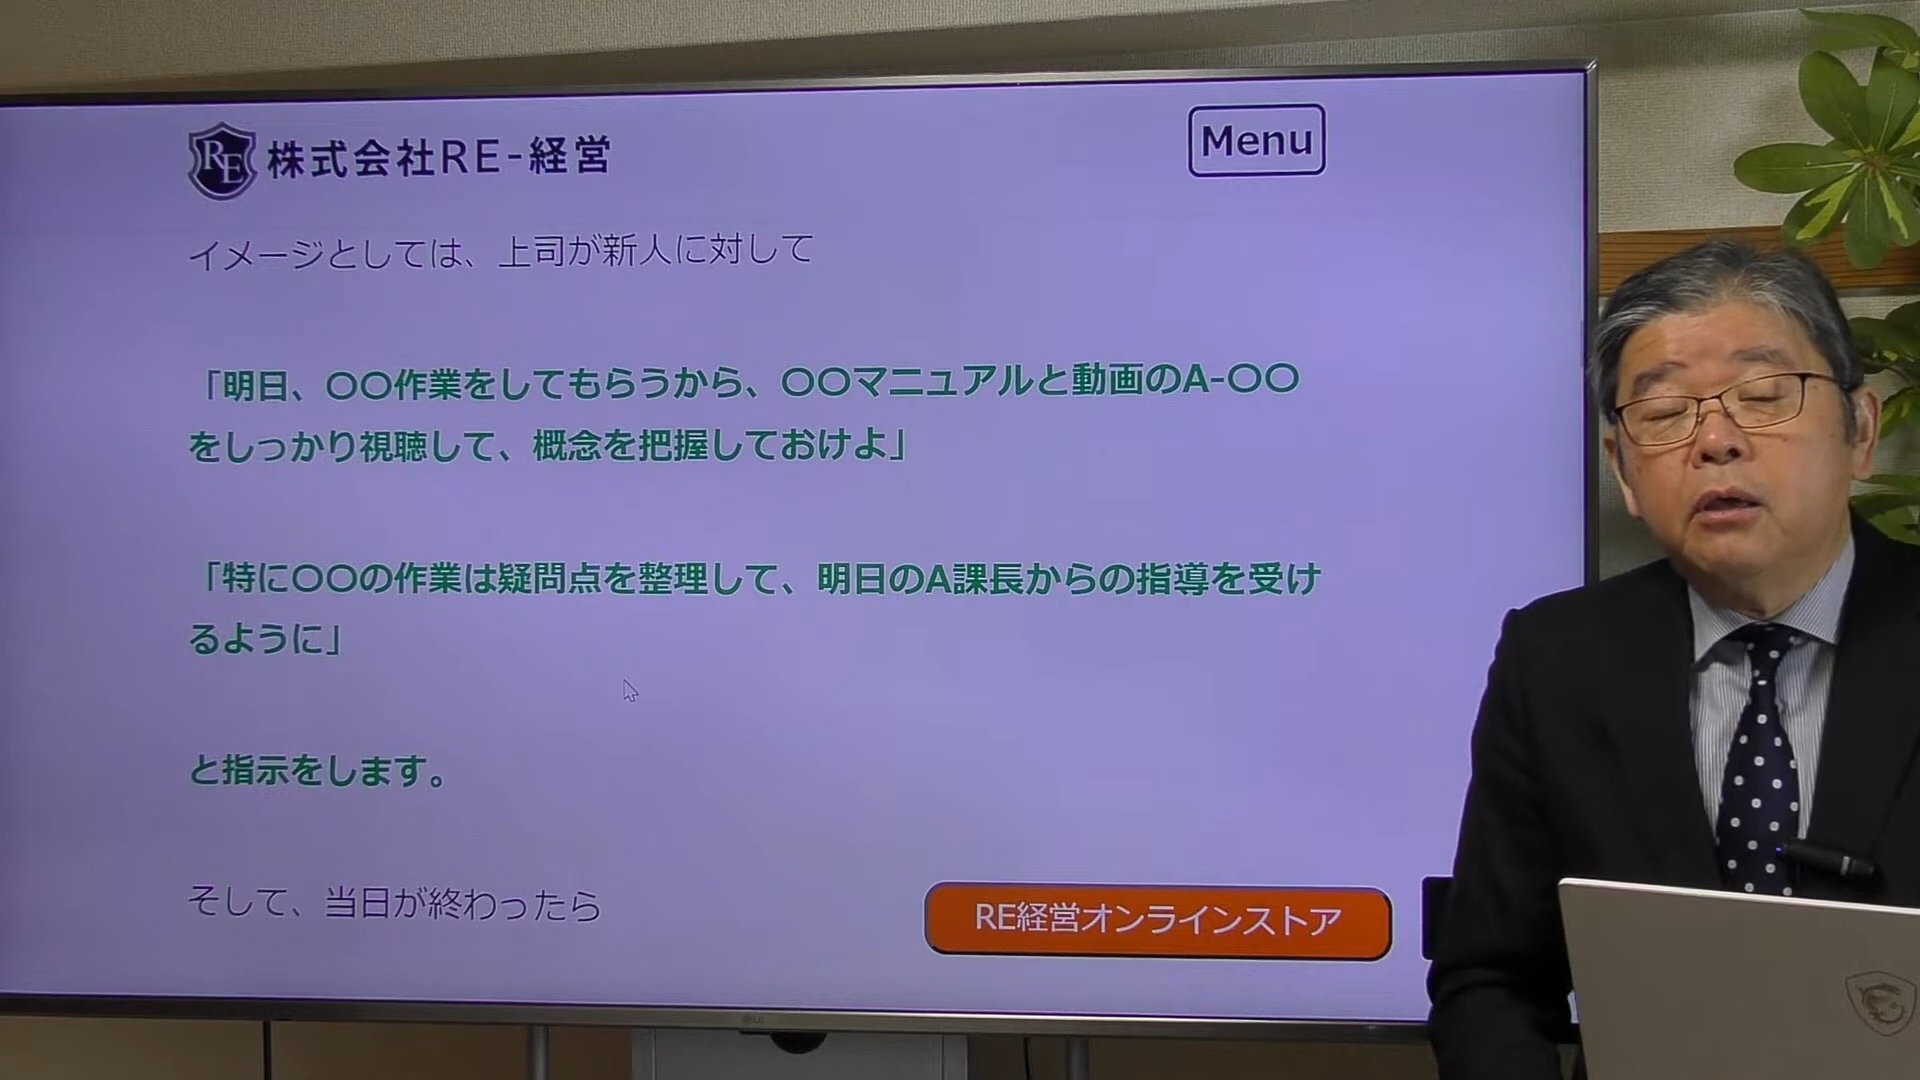 RE 株式会社RE-経営
Menu
イメージとしては、上司が新人に対して
「明日、〇〇作業をしてもらうから、〇〇マニュアルと動画のA-〇〇
をしっかり視聴して、概念を把握しておけよ」
「特に〇〇の作業は疑問点を整理して、明日のA課長からの指導を受け
るように」
と指示をします。
そして、当日が終わったら
RE経営オンラインストア
LG